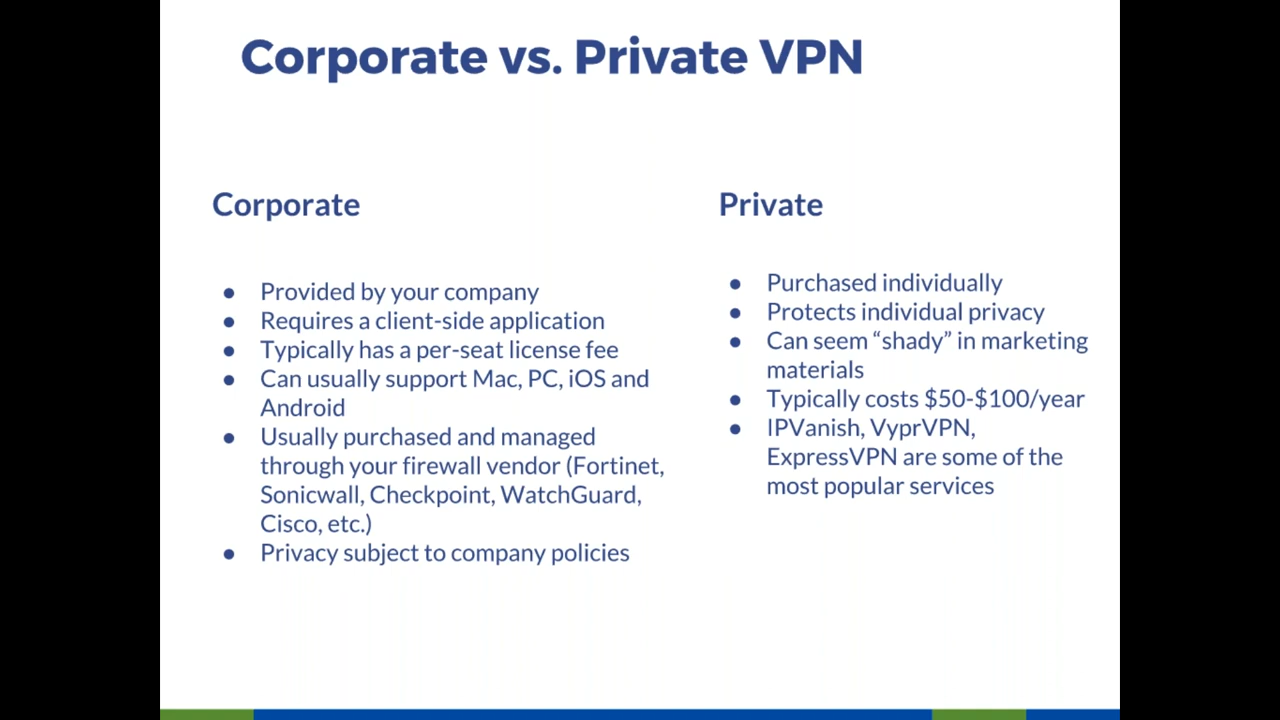 Corporate vs. Private VPN
Corporate
● Provided by your company
● Requires a client-side application
● Typically has a per-seat license fee
● Can usually support Mac, PC, iOS and
Android
● Usually purchased and managed
through your firewall vendor (Fortinet,
Sonicwall, Checkpoint, WatchGuard,
Cisco, etc.)
● Privacy subject to company policies
Private
● Purchased individually
● Protects individual privacy
● Can seem “shady” in marketing
materials
● Typically costs $50-$100/year
● IPVanish, VyprVPN,
ExpressVPN are some of the
most popular services